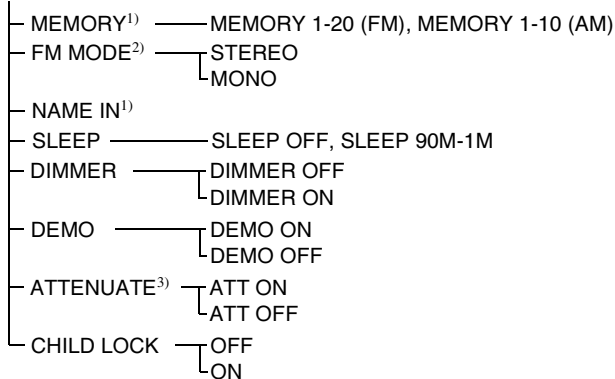 MEMORY1) MEMORY 1-20 (FM), MEMORY 1-10 (AM)
FM MODE2) STEREO
MONO
NAME IN1)
SLEEP SLEEP OFF, SLEEP 90M-1M
DIMMER DIMMER OFF
DIMMER ON
DEMO DEMO ON
DEMO OFF
ATTENUATE3) ATT ON
ATT OFF
CHILD LOCK OFF
ON